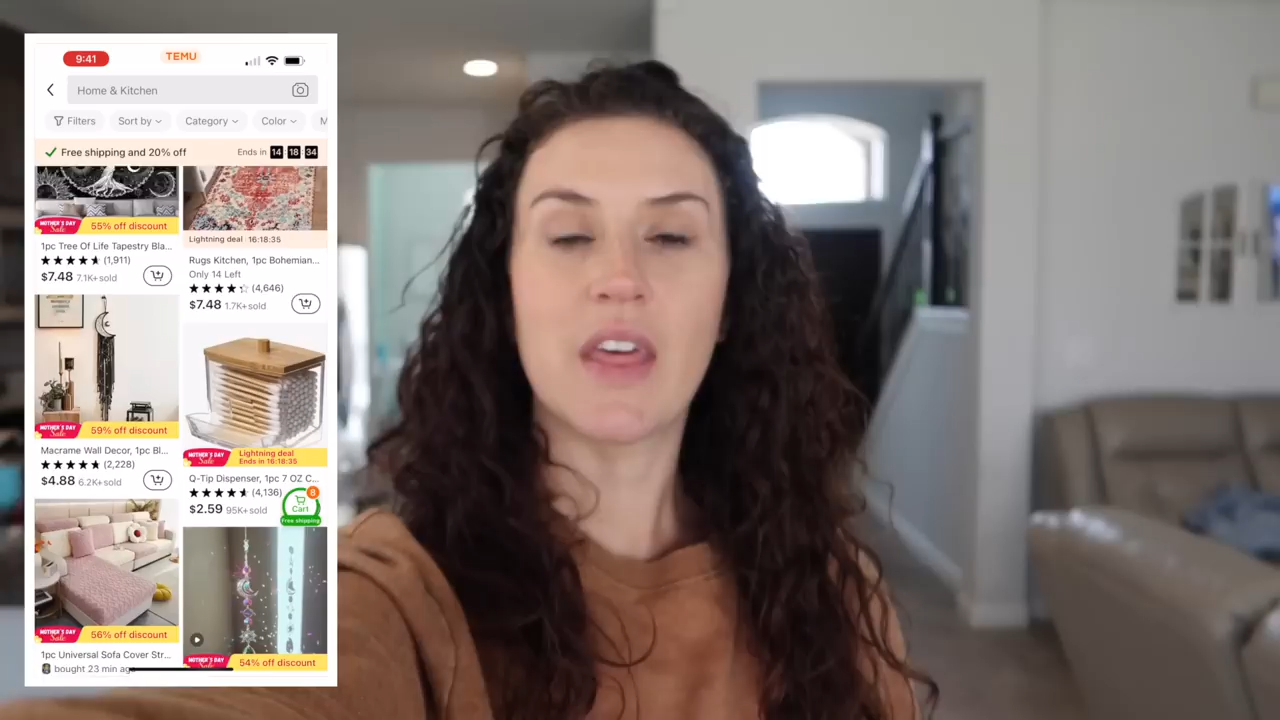 9:41
TEMU
Home & Kitchen
Filters
Sort by
Category
Color
M
Free shipping and 20% off
Ends in 14 18 34
MOTHER'S DAY
Sale
55% off discount
1pc Tree Of Life Tapestry Bla...
(1,911)
$7.48 7.1K+sold
Lightning deal · 16:18:35
Rugs Kitchen, 1pc Bohemian...
Only 14 Left
(4,646)
$7.48 1.7K+sold
MOTHER'S DAY
Sale
59% off discount
Macrame Wall Decor, 1pc Bl...
(2,228)
$4.88 6.2K+sold
MOTHER'S DAY
Sale
Lightning deal
Ends in 16:18:35
Q-Tip Dispenser, 1pc 7 OZ C...
(4,136)
$2.59 95K+sold
8
Cart
Free shipping
MOTHER'S DAY
Sale
56% off discount
1pc Universal Sofa Cover Str...
bought 23 min ago
MOTHER'S DAY
Sale
54% off discount